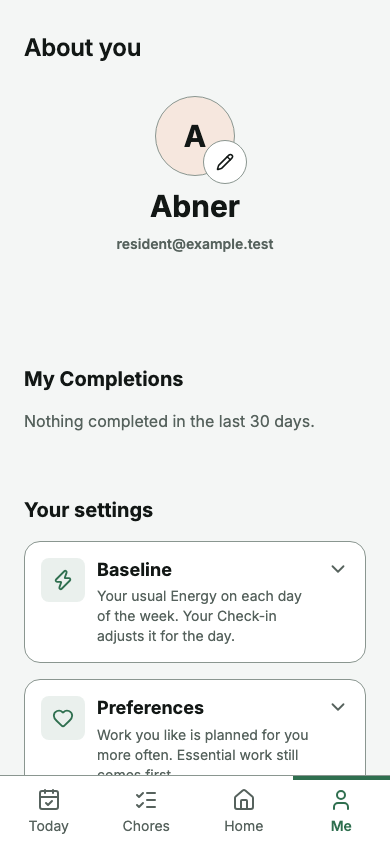 About you
A
Abner
resident@example.test
My Completions
Nothing completed in the last 30 days.
Your settings
Baseline
Your usual Energy on each day
of the week. Your Check-in
adjusts it for the day.
Preferences
Work you like is planned for you
more often. Essential work still
comes first.
Today
Chores
Home
Me